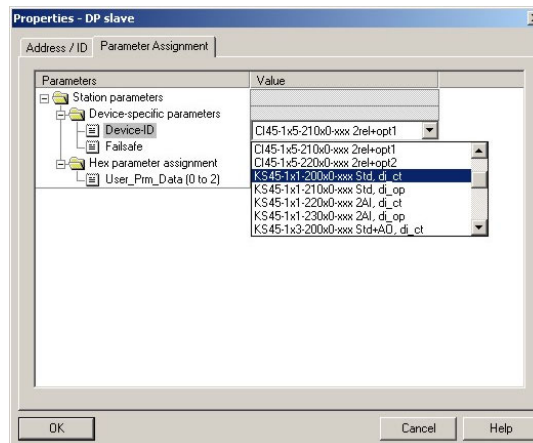 Properties - DP slave
Address / ID Parameter Assignment
Parameters Value
Station parameters
Device-specific parameters
Device-ID CI45-1x5-210x0-xxx 2rel+opt1
Failsafe CI45-1x5-210x0-xxx 2rel+opt1
CI45-1x5-220x0-xxx 2rel+opt2
Hex parameter assignment KS45-1x1-200x0-xxx Std, di_ct
User_Prm_Data (0 to 2) KS45-1x1-210x0-xxx Std, di_op
KS45-1x1-220x0-xxx 2AI, di_ct
KS45-1x1-230x0-xxx 2AI, di_op
KS45-1x3-200x0-xxx Std+AO, di_ct
OK Cancel Help